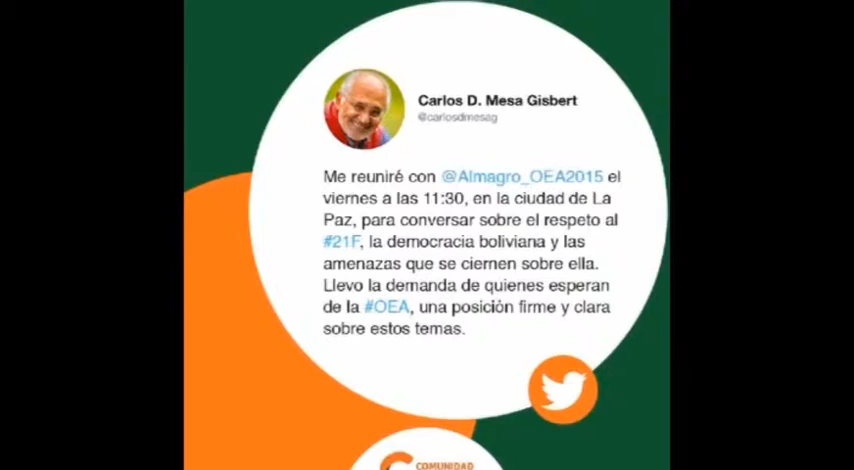 Carlos D. Mesa Gisbert
@carlosdmesag
Me reuniré con @Almagro_OEA2015 el
viernes a las 11:30, en la ciudad de La
Paz, para conversar sobre el respeto al
#21F, la democracia boliviana y las
amenazas que se ciernen sobre ella.
Llevo la demanda de quienes esperan
de la #OEA, una posición firme y clara
sobre estos temas.
COMUNIDAD